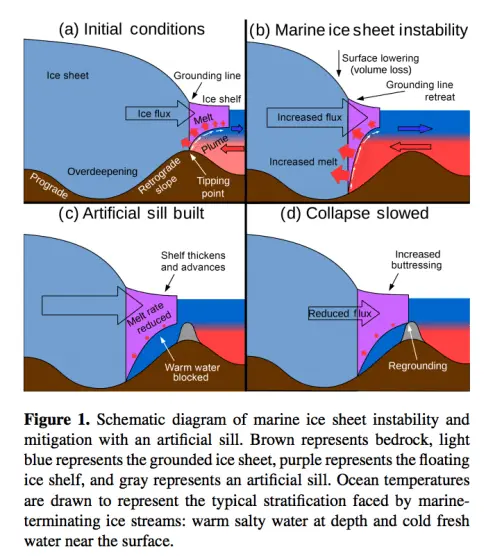 (a) Initial conditions
Ice sheet
Grounding line
Ice shelf
Ice flux
Melt
Plume
Overdeepening
Prograde
Retrograde
slope
Tipping
point
(b) Marine ice sheet instability
Surface lowering
(volume loss)
Grounding line
retreat
Increased flux
Increased melt
(c) Artificial sill built
Shelf thickens
and advances
Melt rate
reduced
Warm water
blocked
(d) Collapse slowed
Increased
buttressing
Reduced flux
Regrounding
Figure 1. Schematic diagram of marine ice sheet instability and
mitigation with an artificial sill. Brown represents bedrock, light
blue represents the grounded ice sheet, purple represents the floating
ice shelf, and gray represents an artificial sill. Ocean temperatures
are drawn to represent the typical stratification faced by marine-
terminating ice streams: warm salty water at depth and cold fresh
water near the surface.